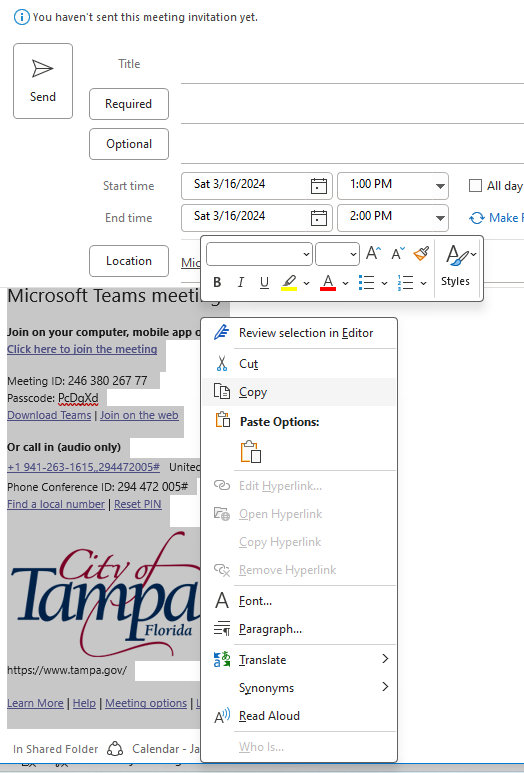 You haven't sent this meeting invitation yet.
Send
Title
Required
Optional
Start time
Sat 3/16/2024
1:00 PM
All day
End time
Sat 3/16/2024
2:00 PM
Make
Location
Styles
B I U A
Microsoft Teams meeting
Join on your computer, mobile app
Click here to join the meeting
Meeting ID: 246 380 267 77
Passcode: PcDqXd
Download Teams | Join on the web
Or call in (audio only)
+1 941-263-1615,,294472005# United
Phone Conference ID: 294 472 005#
Find a local number | Reset PIN
City of
Tampa
Florida
https://www.tampa.gov/
Learn More | Help | Meeting options |
In Shared Folder Calendar - Ja
Review selection in Editor
Cut
Copy
Paste Options:
Edit Hyperlink...
Open Hyperlink
Copy Hyperlink
Remove Hyperlink
Font...
Paragraph...
Translate
Synonyms
Read Aloud
Who Is...